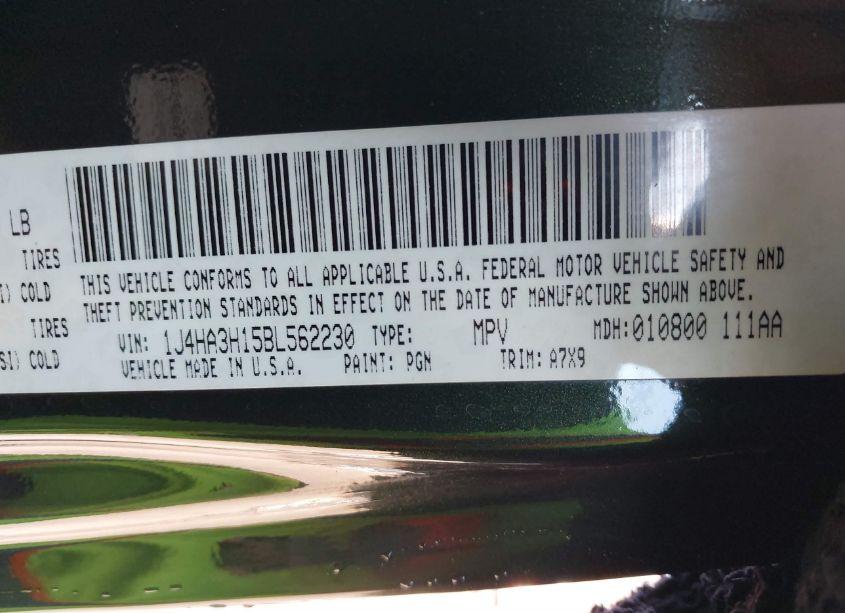 LB
TIRES
THIS VEHICLE CONFORMS TO ALL APPLICABLE U.S.A. FEDERAL MOTOR VEHICLE SAFETY AND
I) COLD
THEFT PREVENTION STANDARDS IN EFFECT ON THE DATE OF MANUFACTURE SHOWN ABOVE.
TIRES
VIN: 1J4HA3H15BL562230 TYPE: MPV MDH:010800 111AA
SI) COLD
VEHICLE MADE IN U.S.A. PAINT: PGN TRIM: A7X9